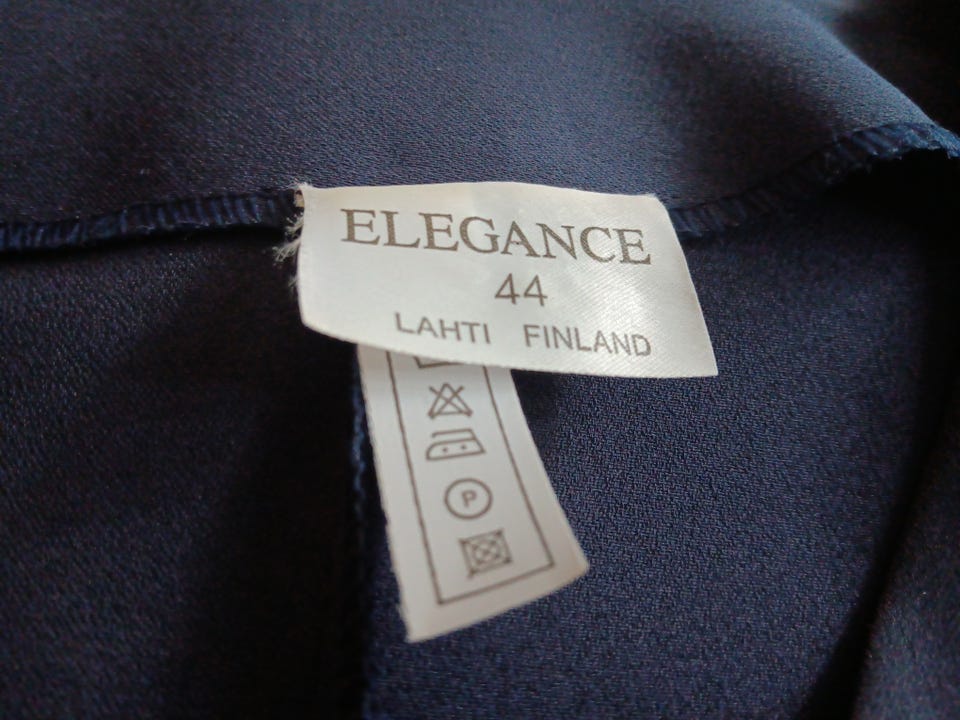 ELEGANCE
44
LAHTI FINLAND
P